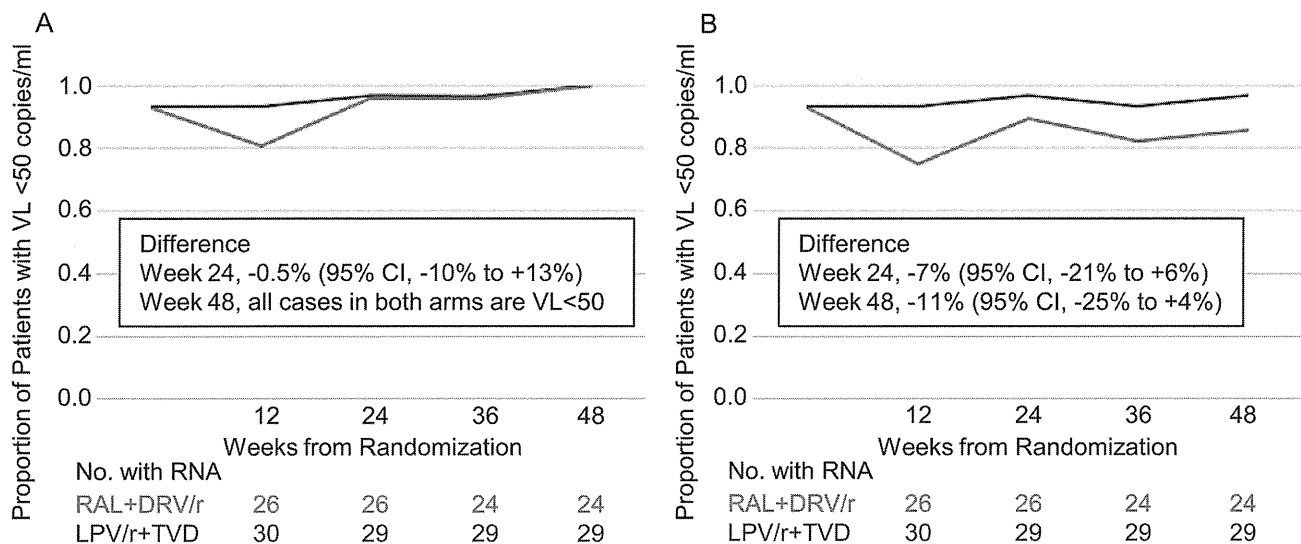 A
Proportion of Patients with VL <50 copies/ml
1.0
0.8
0.6
0.4
0.2
0.0
Difference
Week 24, -0.5% (95% CI, -10% to +13%)
Week 48, all cases in both arms are VL<50
12 24 36 48
Weeks from Randomization
No. with RNA
RAL+DRV/r 26 26 24 24
LPV/r+TVD 30 29 29 29
B
Proportion of Patients with VL <50 copies/ml
1.0
0.8
0.6
0.4
0.2
0.0
Difference
Week 24, -7% (95% CI, -21% to +6%)
Week 48, -11% (95% CI, -25% to +4%)
12 24 36 48
Weeks from Randomization
No. with RNA
RAL+DRV/r 26 26 24 24
LPV/r+TVD 30 29 29 29